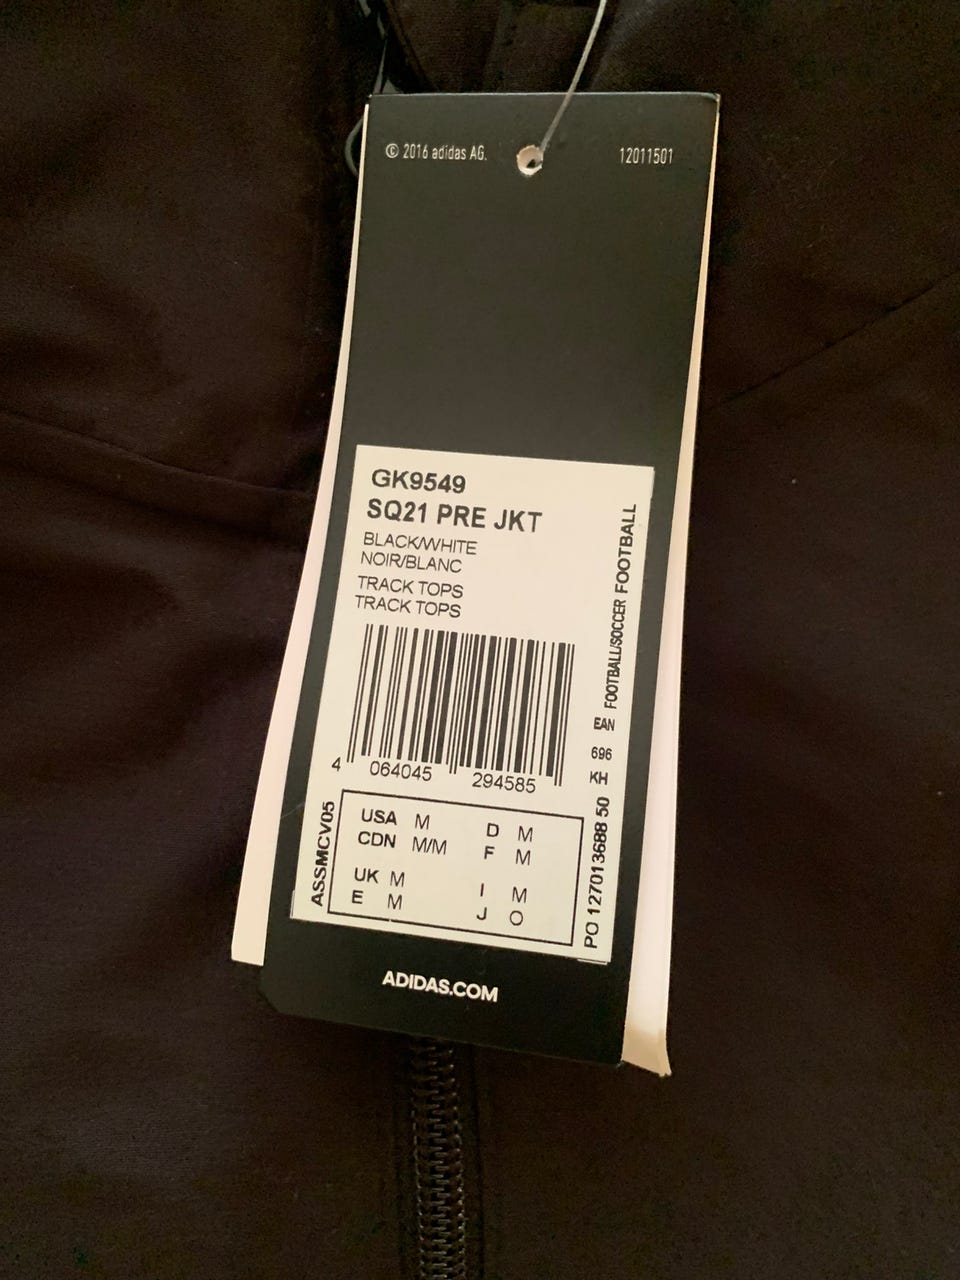 © 2016 adidas AG.
12011501
GK9549
SQ21 PRE JKT
BLACK/WHITE
NOIR/BLANC
TRACK TOPS
TRACK TOPS
FOOTBALL/SOCCER FOOTBALL
EAN
696
KH
4 064045 294585
ASSMCV05
USA M D M
CDN M/M F M
UK M I M
E M J O
PO 127013688 50
ADIDAS.COM